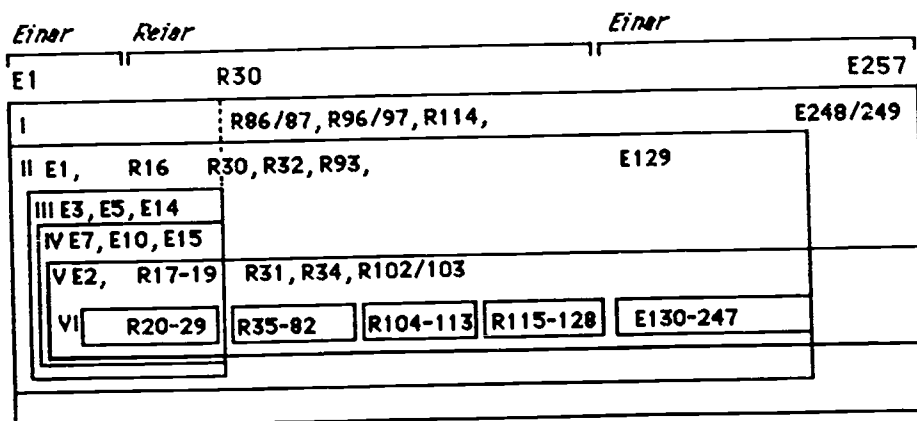 Einar Reiar Einar
E1 R30 E257
I R86/87, R96/97, R114, E248/249
II E1, R16 R30, R32, R93, E129
III E3, E5, E14
IV E7, E10, E15
V E2, R17-19 R31, R34, R102/103
VI R20-29 R35-82 R104-113 R115-128 E130-247